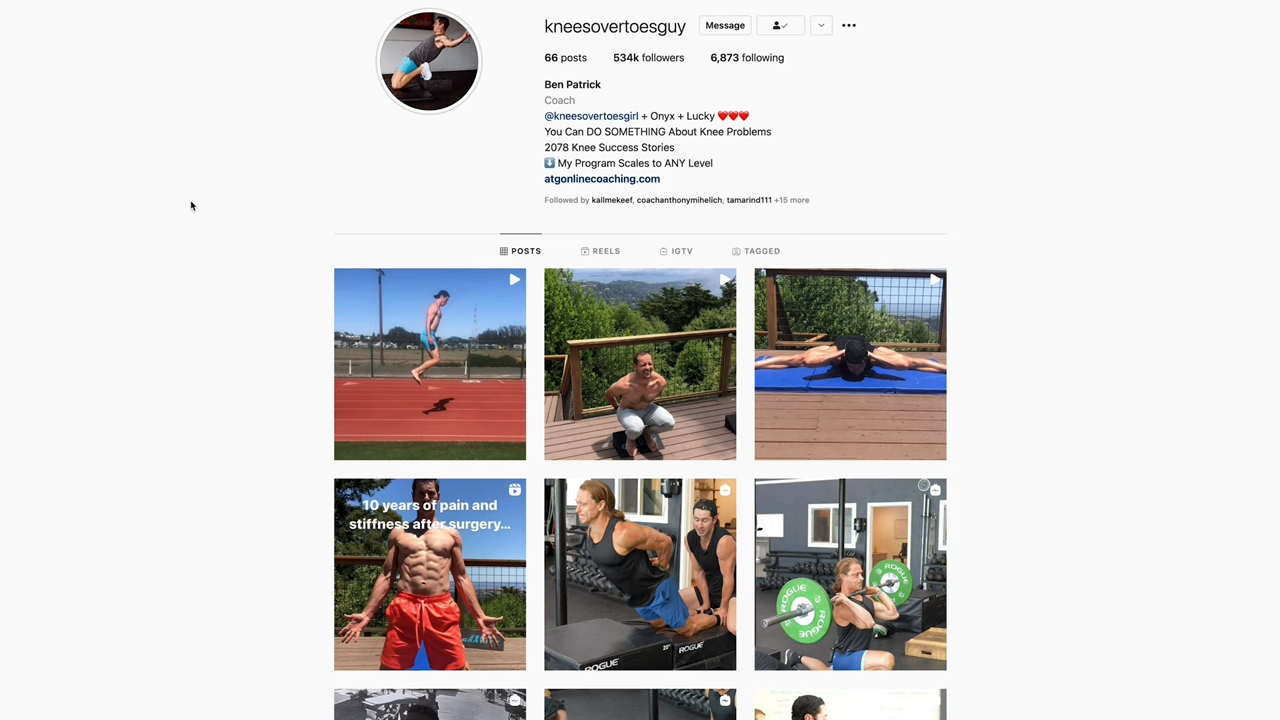 kneesovertoesguy Message
66 posts 534k followers 6,873 following
Ben Patrick
Coach
@kneesovertoesgirl + Onyx + Lucky ❤️❤️❤️
You Can DO SOMETHING About Knee Problems
2078 Knee Success Stories
⬇️ My Program Scales to ANY Level
atgonlinecoaching.com
Followed by kallmekeef, coachanthonymihelich, tamarind111 +15 more
POSTS REELS IGTV TAGGED
10 years of pain and
stiffness after surgery...
ROGUE
20"
ROGUE
ROGUE
ROGUE